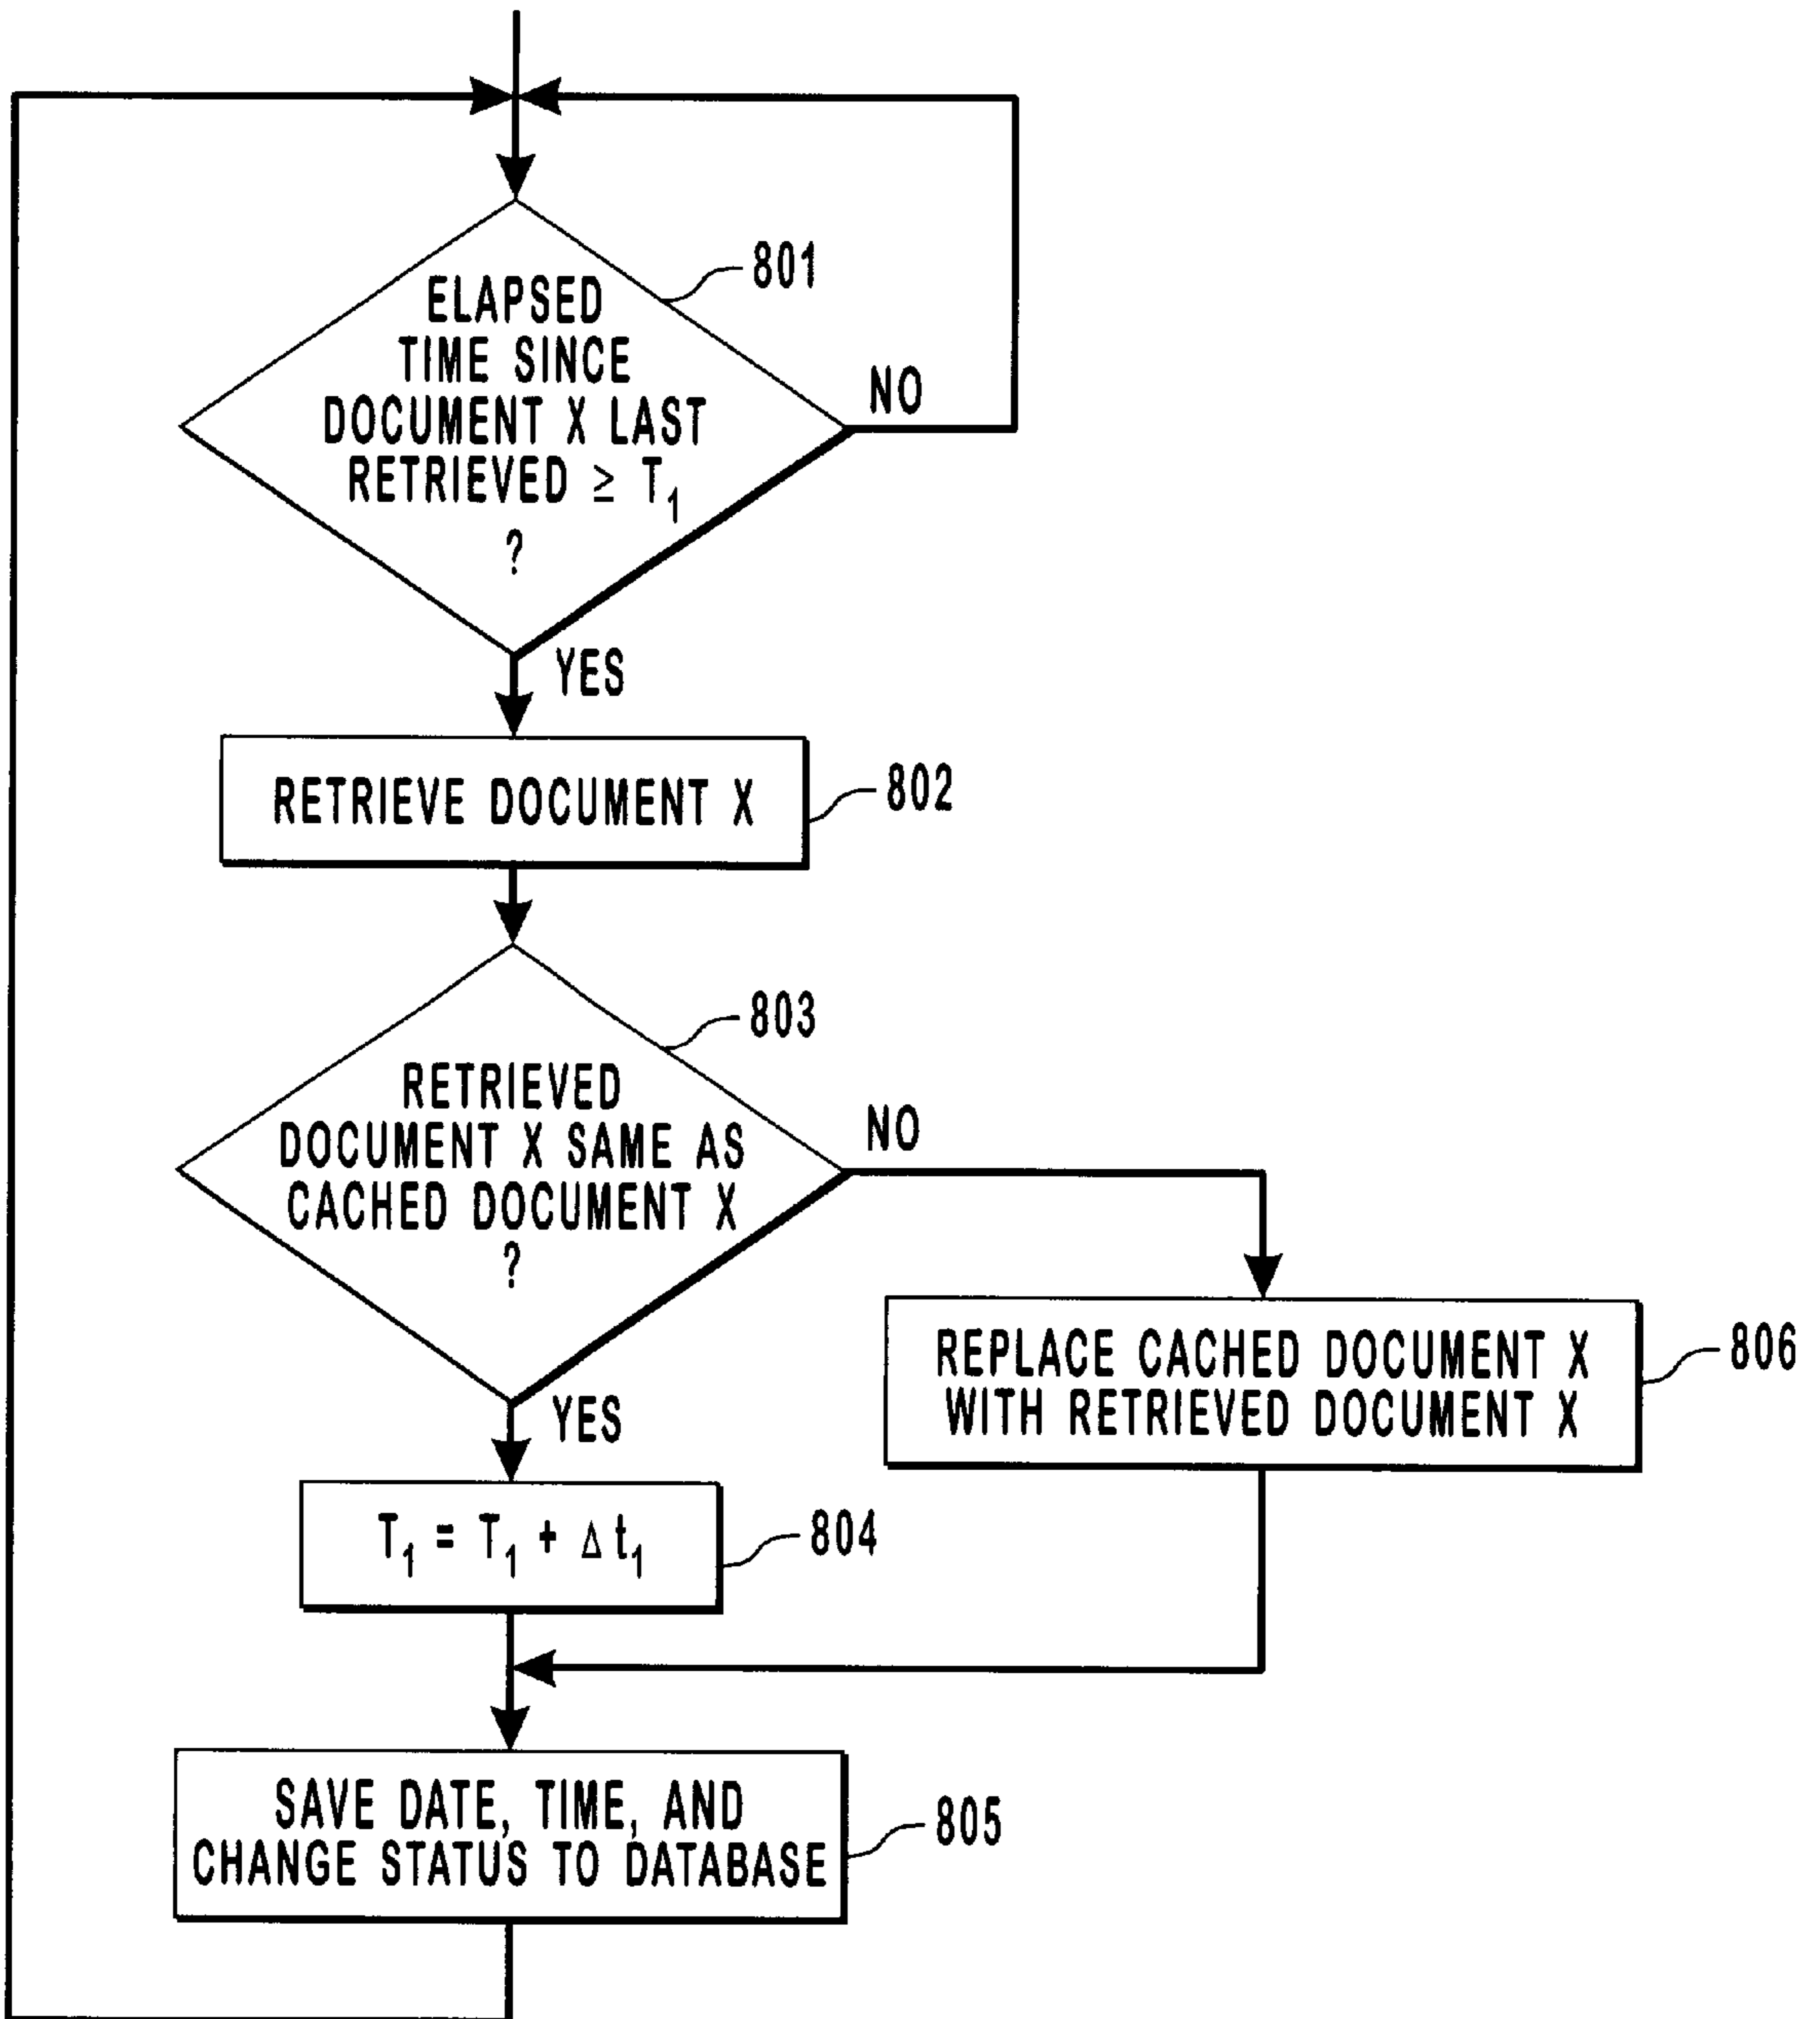 801
ELAPSED
TIME SINCE
DOCUMENT X LAST
RETRIEVED ≥ T₁
?
NO
YES
RETRIEVE DOCUMENT X
802
803
RETRIEVED
DOCUMENT X SAME AS
CACHED DOCUMENT X
?
NO
YES
REPLACE CACHED DOCUMENT X
WITH RETRIEVED DOCUMENT X
806
T₁ = T₁ + Δ t₁
804
SAVE DATE, TIME, AND
CHANGE STATUS TO DATABASE
805